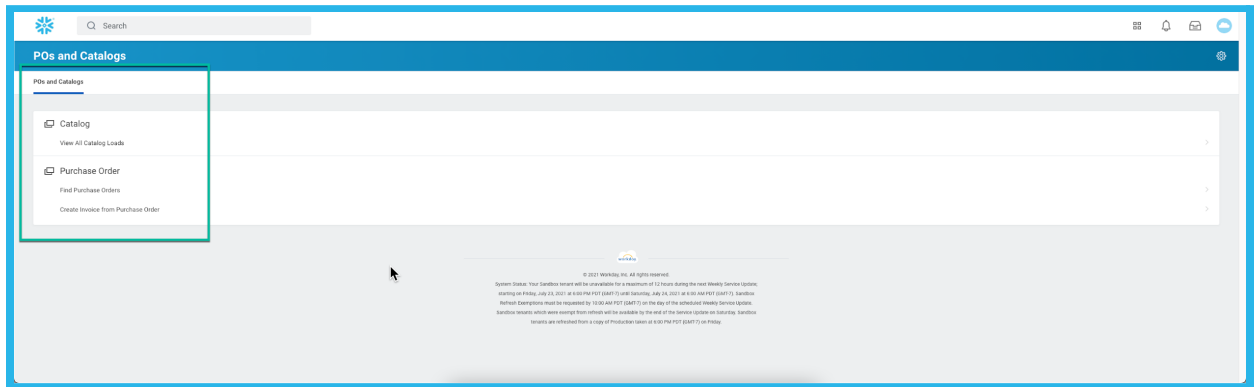 Search
POs and Catalogs
POs and Catalogs
Catalog
View All Catalog Loads
Purchase Order
Find Purchase Orders
Create Invoice from Purchase Order
workday
© 2021 Workday, Inc. All rights reserved.
System Status: Your Sandbox tenant will be unavailable for a maximum of 12 hours during the next Weekly Service Update;
starting on Friday, July 23, 2021 at 6:00 PM PDT (GMT-7) until Saturday, July 24, 2021 at 6:00 AM PDT (GMT-7). Sandbox
Refresh Exemptions must be requested by 10:00 AM PDT (GMT-7) on the day of the scheduled Weekly Service Update.
Sandbox tenants which were exempt from refresh will be available by the end of the Service Update on Saturday. Sandbox
tenants are refreshed from a copy of Production taken at 6:00 PM PDT (GMT-7) on Friday.